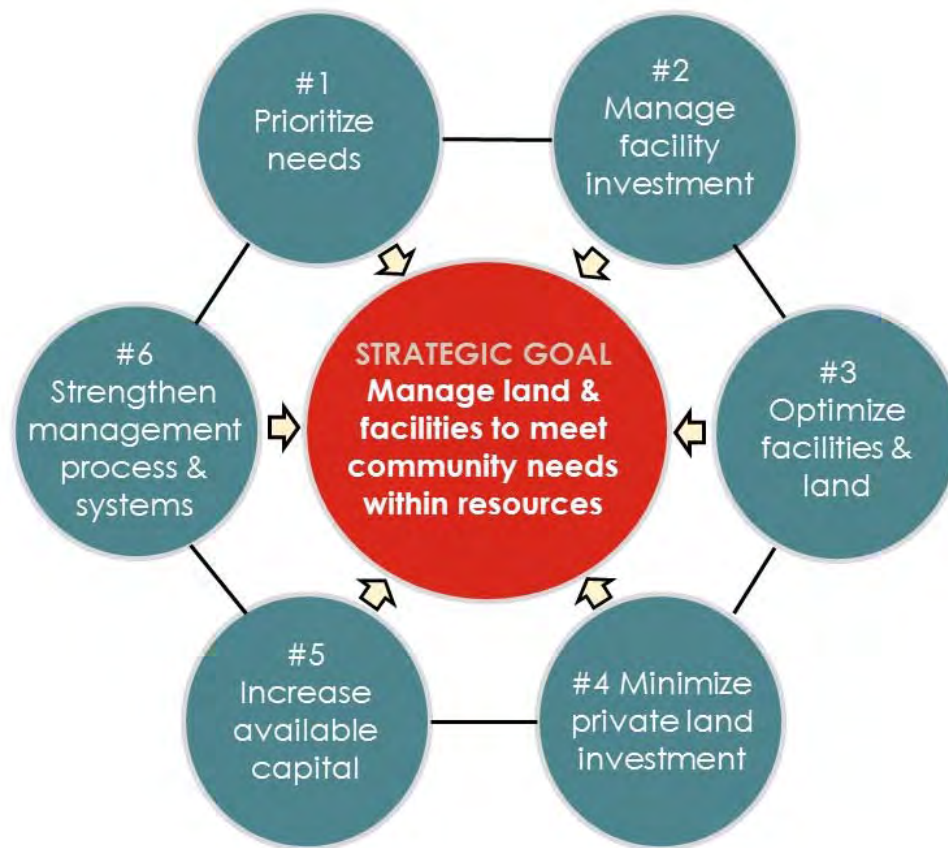 #1
Prioritize
needs
#2
Manage
facility
investment
#3
Optimize
facilities &
land
#4 Minimize
private land
investment
#5
Increase
available
capital
#6
Strengthen
management
process &
systems
STRATEGIC GOAL
Manage land &
facilities to meet
community needs
within resources